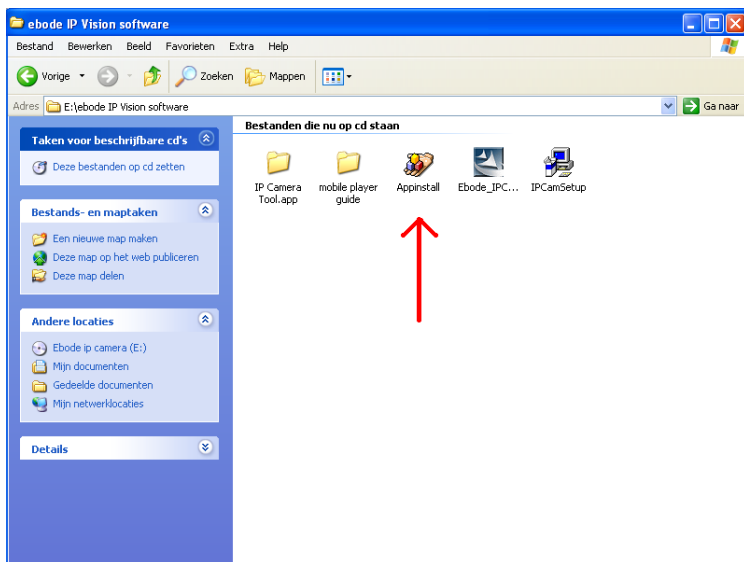 ebode IP Vision software
Bestand Bewerken Beeld Favorieten Extra Help
Vorige Zoeken Mappen
Adres E:\ebode IP Vision software Ga naar
Taken voor beschrijfbare cd's
Deze bestanden op cd zetten
Bestands- en maptaken
Een nieuwe map maken
Deze map op het web publiceren
Deze map delen
Andere locaties
Ebode ip camera (E:)
Mijn documenten
Gedeelde documenten
Mijn netwerklocaties
Details
Bestanden die nu op cd staan
IP Camera Tool.app
mobile player guide
Appinstall
Ebode_IPC...
IPCamSetup